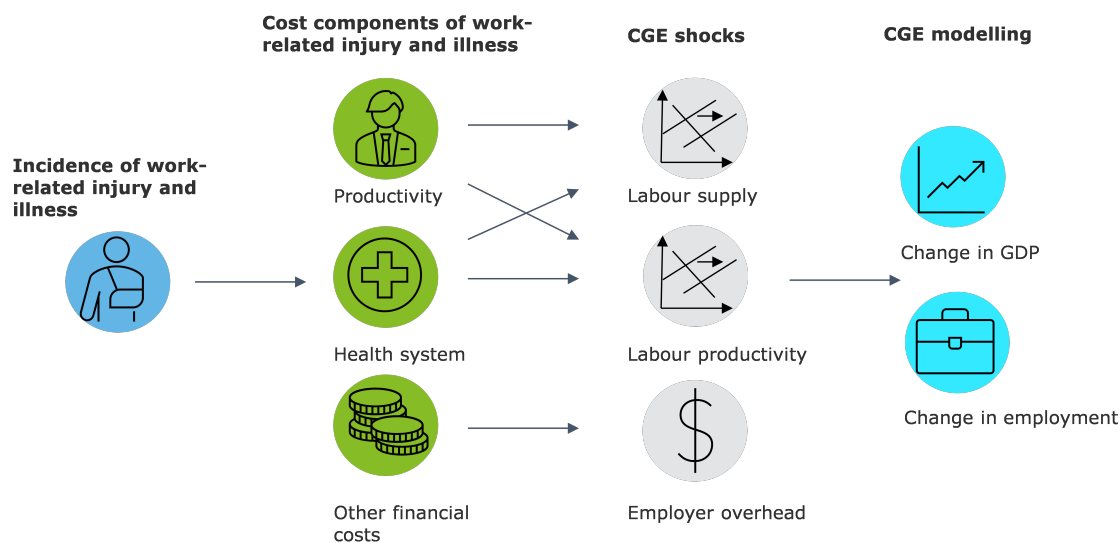 Cost components of work-
related injury and illness
CGE shocks
CGE modelling
Incidence of work-
related injury and
illness
Productivity
Labour supply
Change in GDP
Health system
Labour productivity
Change in employment
Other financial
costs
Employer overhead